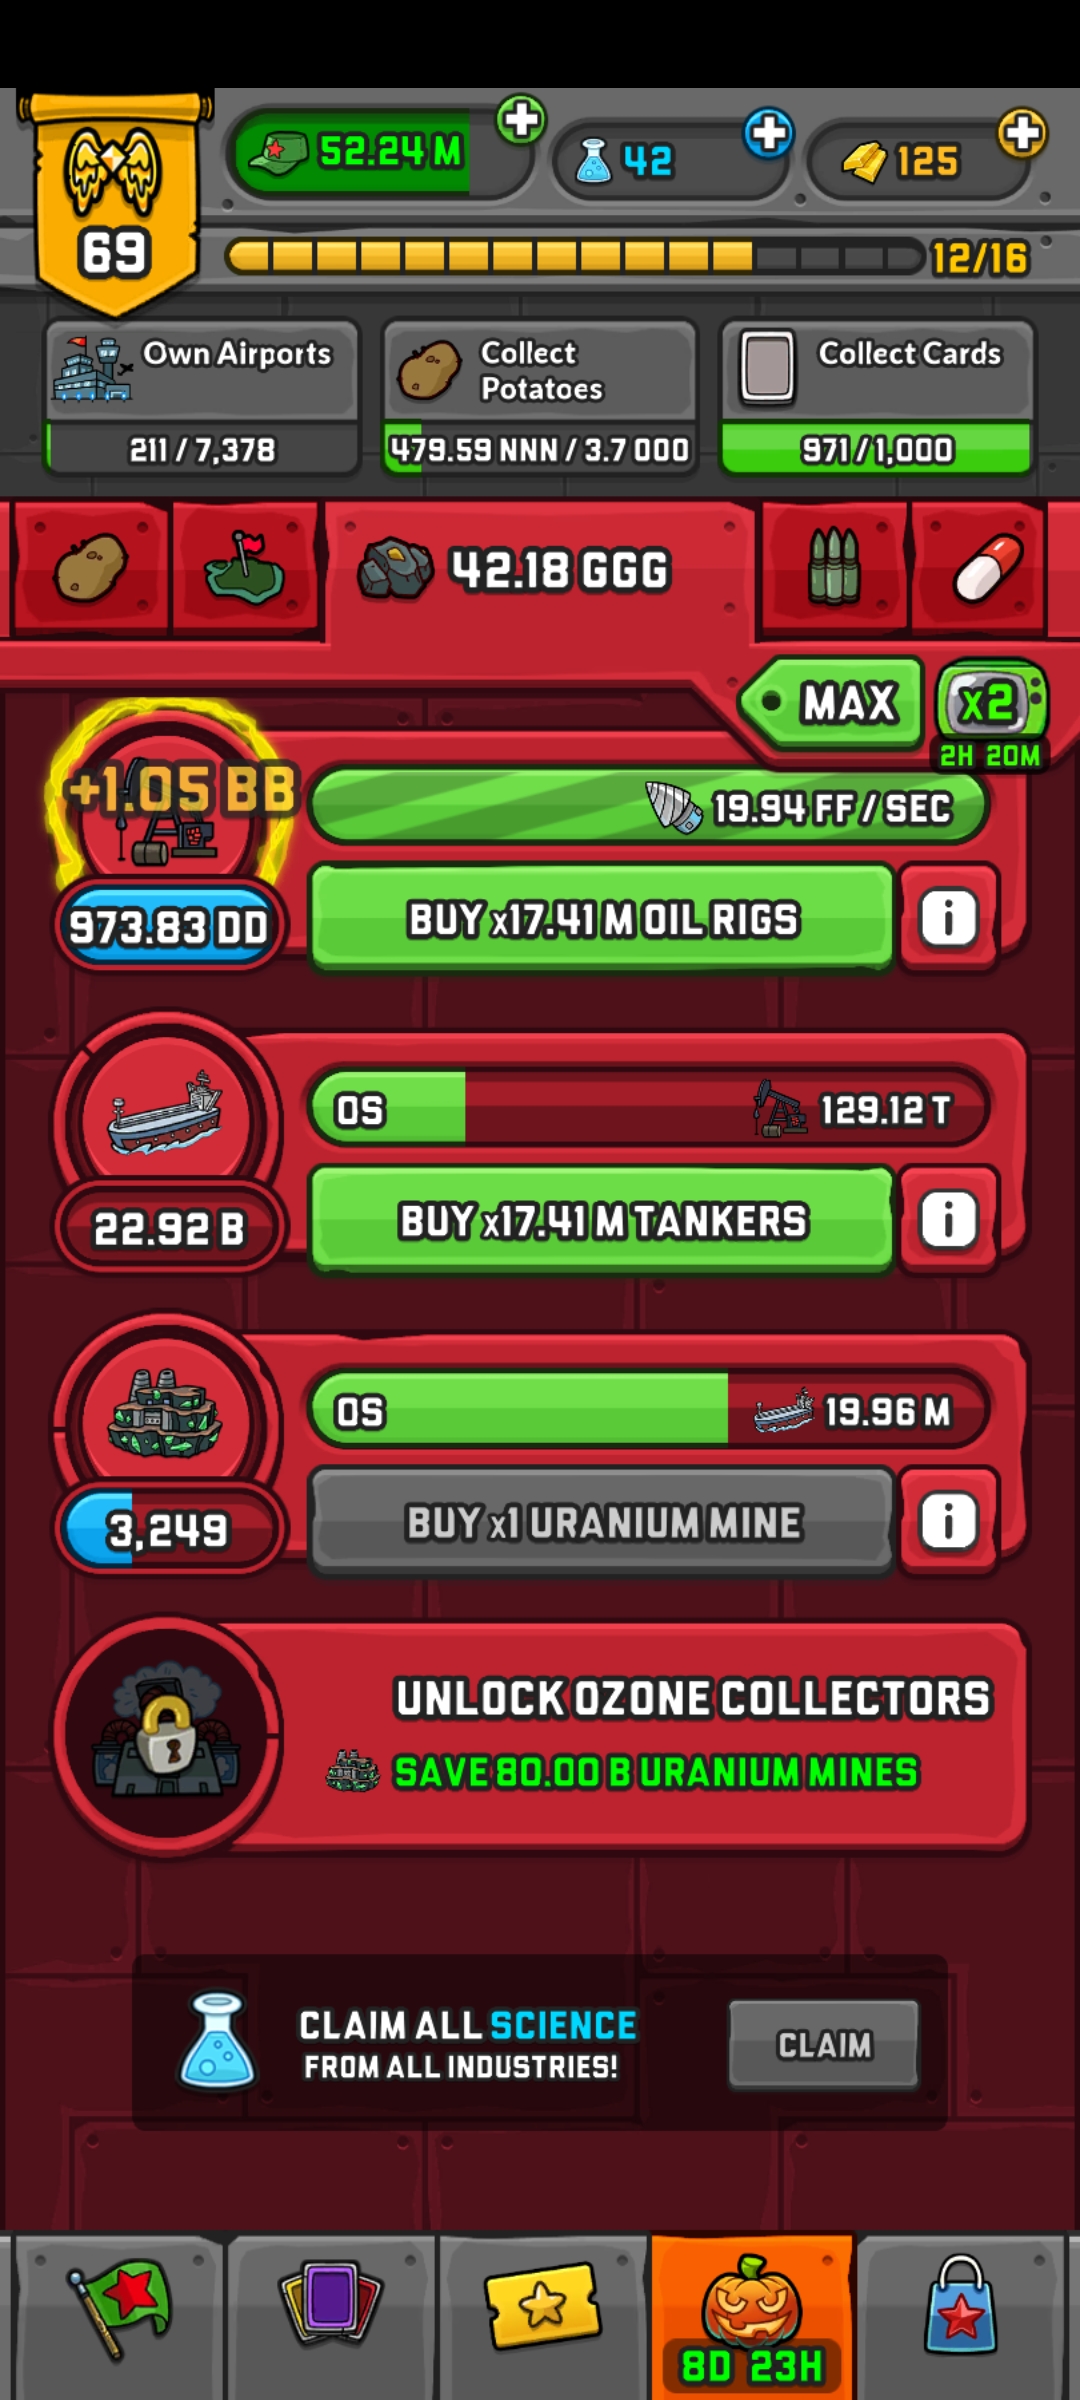 52.24 M
42
125
69
12/16
Own Airports
211 / 7,378
Collect
Potatoes
479.59 NNN / 3.7 OOO
Collect Cards
971 / 1,000
42.18 GGG
MAX
x2
2H 20M
+1.05 BB
19.94 FF / SEC
973.83 DD
BUY x17.41 M OIL RIGS
i
0S
129.12 T
22.92 B
BUY x17.41 M TANKERS
i
0S
19.96 M
3,249
BUY x1 URANIUM MINE
i
UNLOCK OZONE COLLECTORS
SAVE 80.00 B URANIUM MINES
CLAIM ALL SCIENCE
FROM ALL INDUSTRIES!
CLAIM
8D 23H